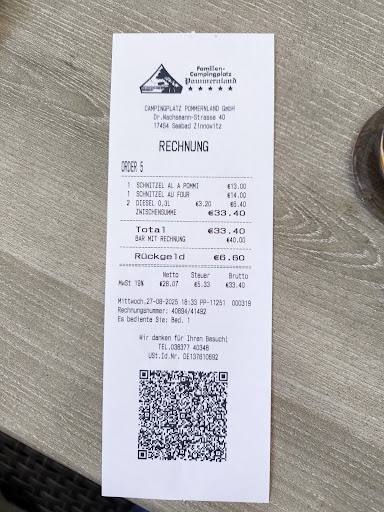 Familien-
Campingplatz
Pommernland
CAMPINGPLATZ POMMERNLAND GmbH
Dr.Wachsmann-Strasse 40
17454 Seebad Zinnowitz
RECHNUNG
ORDER 5
1 SCHNITZEL AL A POMMI €13.00
1 SCHNITZEL AU FOUR €14.00
2 DIESEL 0,3L €3.20 €6.40
ZWISCHENSUMME €33.40
Total €33.40
BAR MIT RECHNUNG €40.00
Rückgeld €6.60
Netto Steuer Brutto
MwSt 19% €28.07 €5.33 €33.40
Mittwoch,27-08-2025 18:33 PP-11251 000319
Rechnungsnummer: 40694/41492
Es bediente Sie: Bed. 1
Wir danken für Ihren Besuch!
TEL.038377 40348
USt.Id.Nr. DE137610692